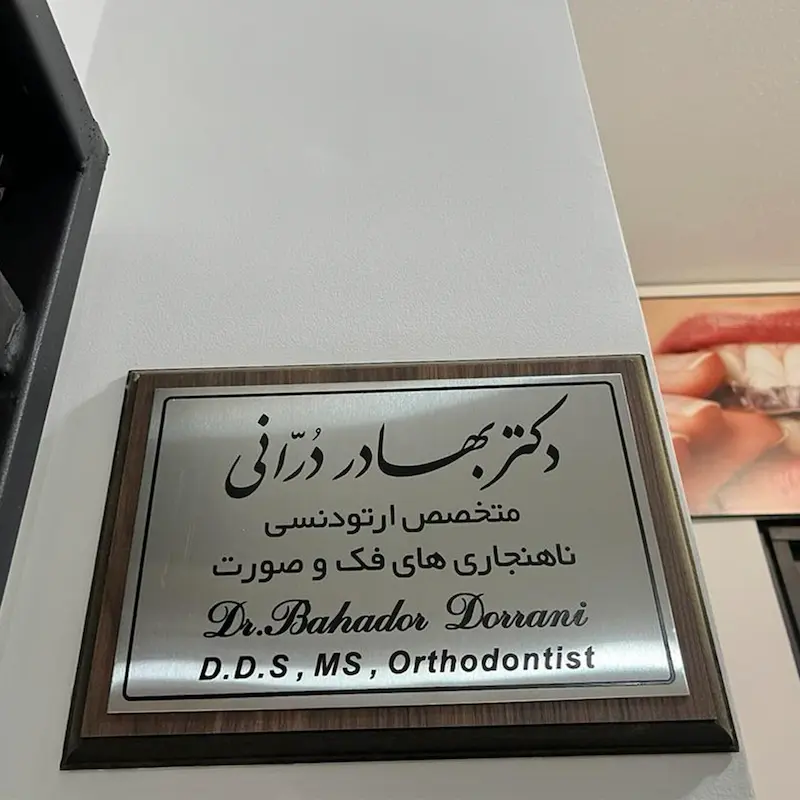 دکتر بهادر دُرّانی
متخصص ارتودنسی
ناهنجاری های فک و صورت
Dr.Bahador Dorrani
D.D.S , MS , Orthodontist